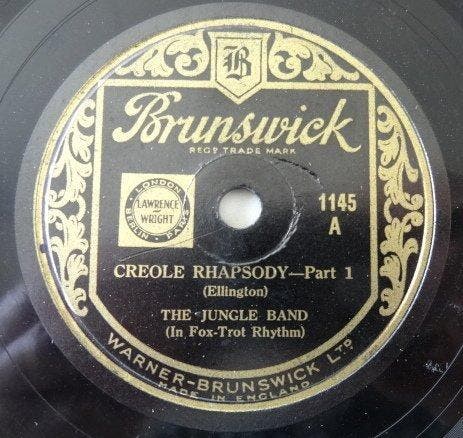 B
Brunswick
REGD TRADE MARK
LONDON
LAWRENCE
WRIGHT
BERLIN - PARIS
1145
A
CREOLE RHAPSODY—Part 1
(Ellington)
THE JUNGLE BAND
(In Fox-Trot Rhythm)
WARNER-BRUNSWICK LTD
MADE IN ENGLAND